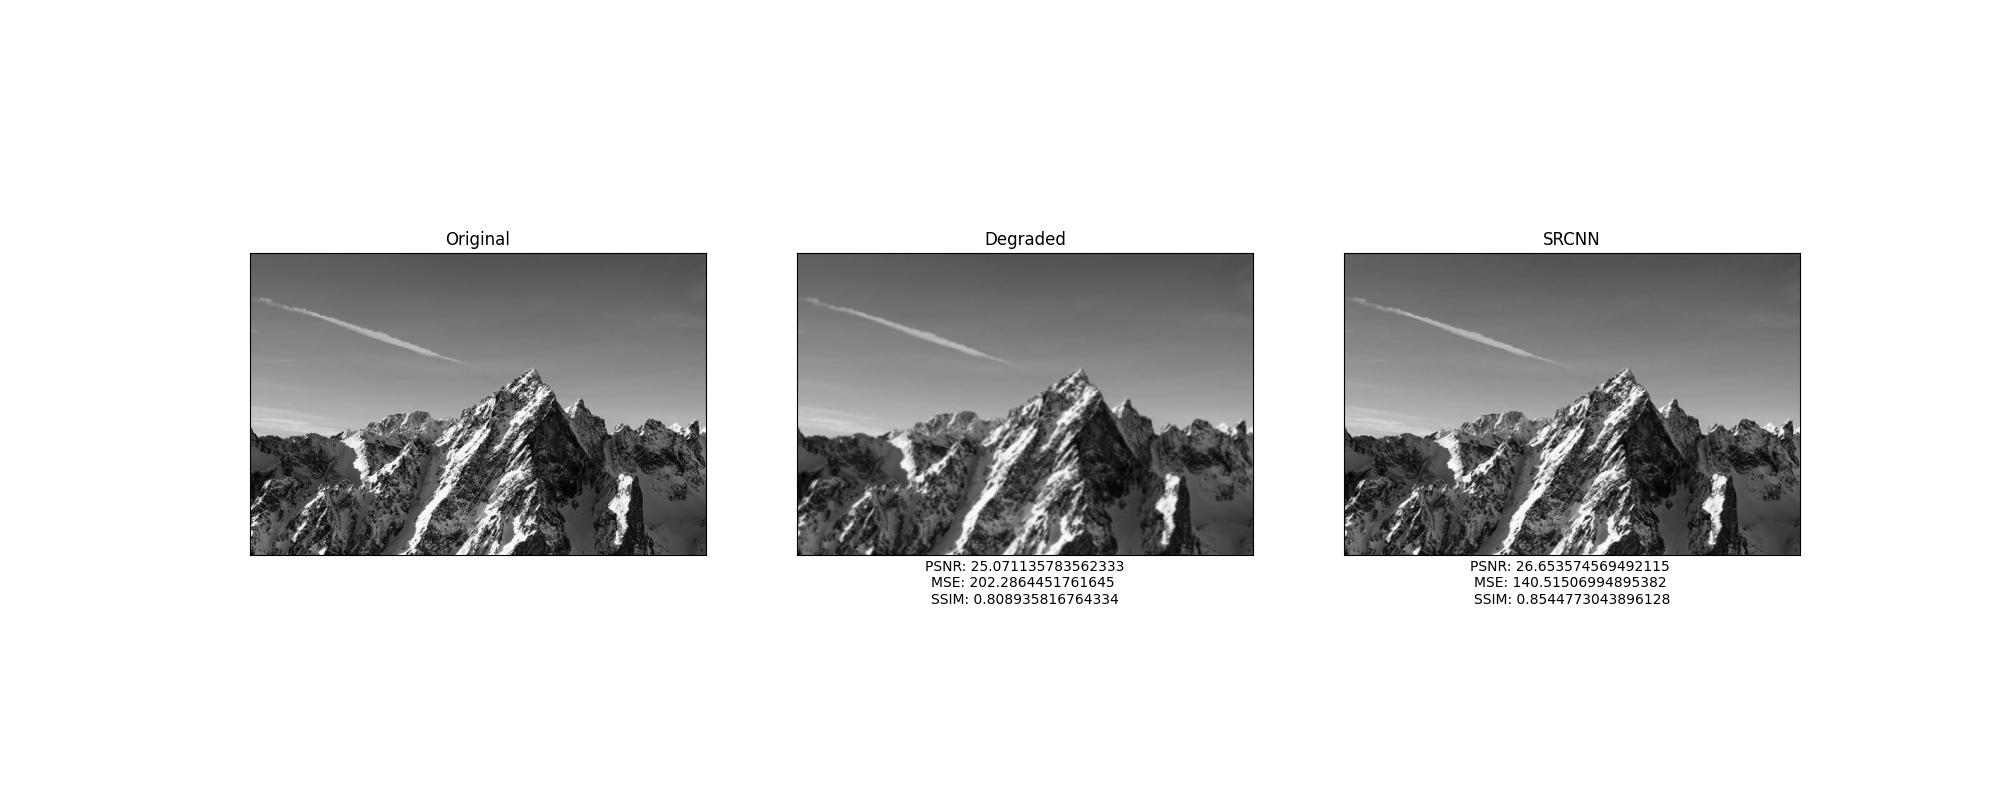 Original
Degraded
SRCNN
PSNR: 25.071135783562333
MSE: 202.2864451761645
SSIM: 0.808935816764334
PSNR: 26.653574569492115
MSE: 140.51506994895382
SSIM: 0.8544773043896128